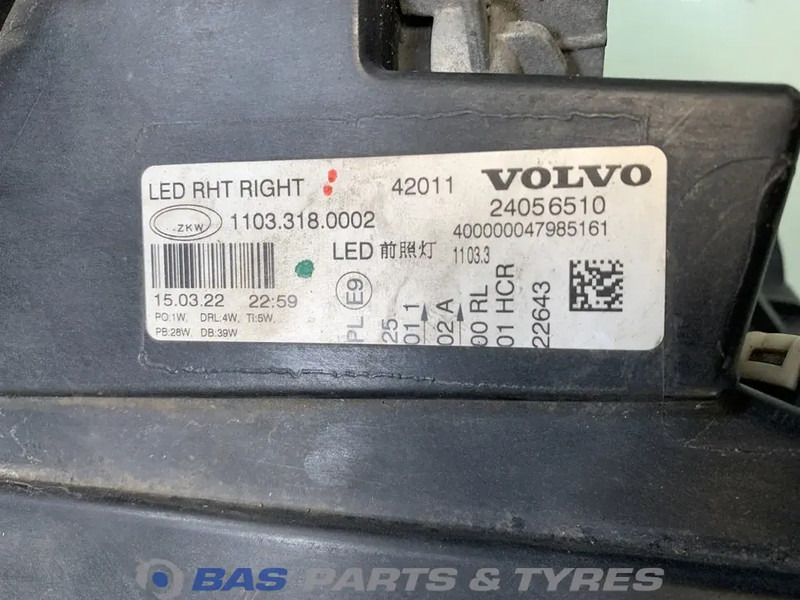 LED RHT RIGHT 42011 VOLVO
ZKW 1103.318.0002 24056510
400000047985161
LED 前照灯 1103.3
15.03.22 22:59
PO:1W, DRL:4W, TI:5W,
PB:28W, DB:39W
PL E9
25
01 1
02 A
00 RL
01 HCR
22643
BAS PARTS & TYRES